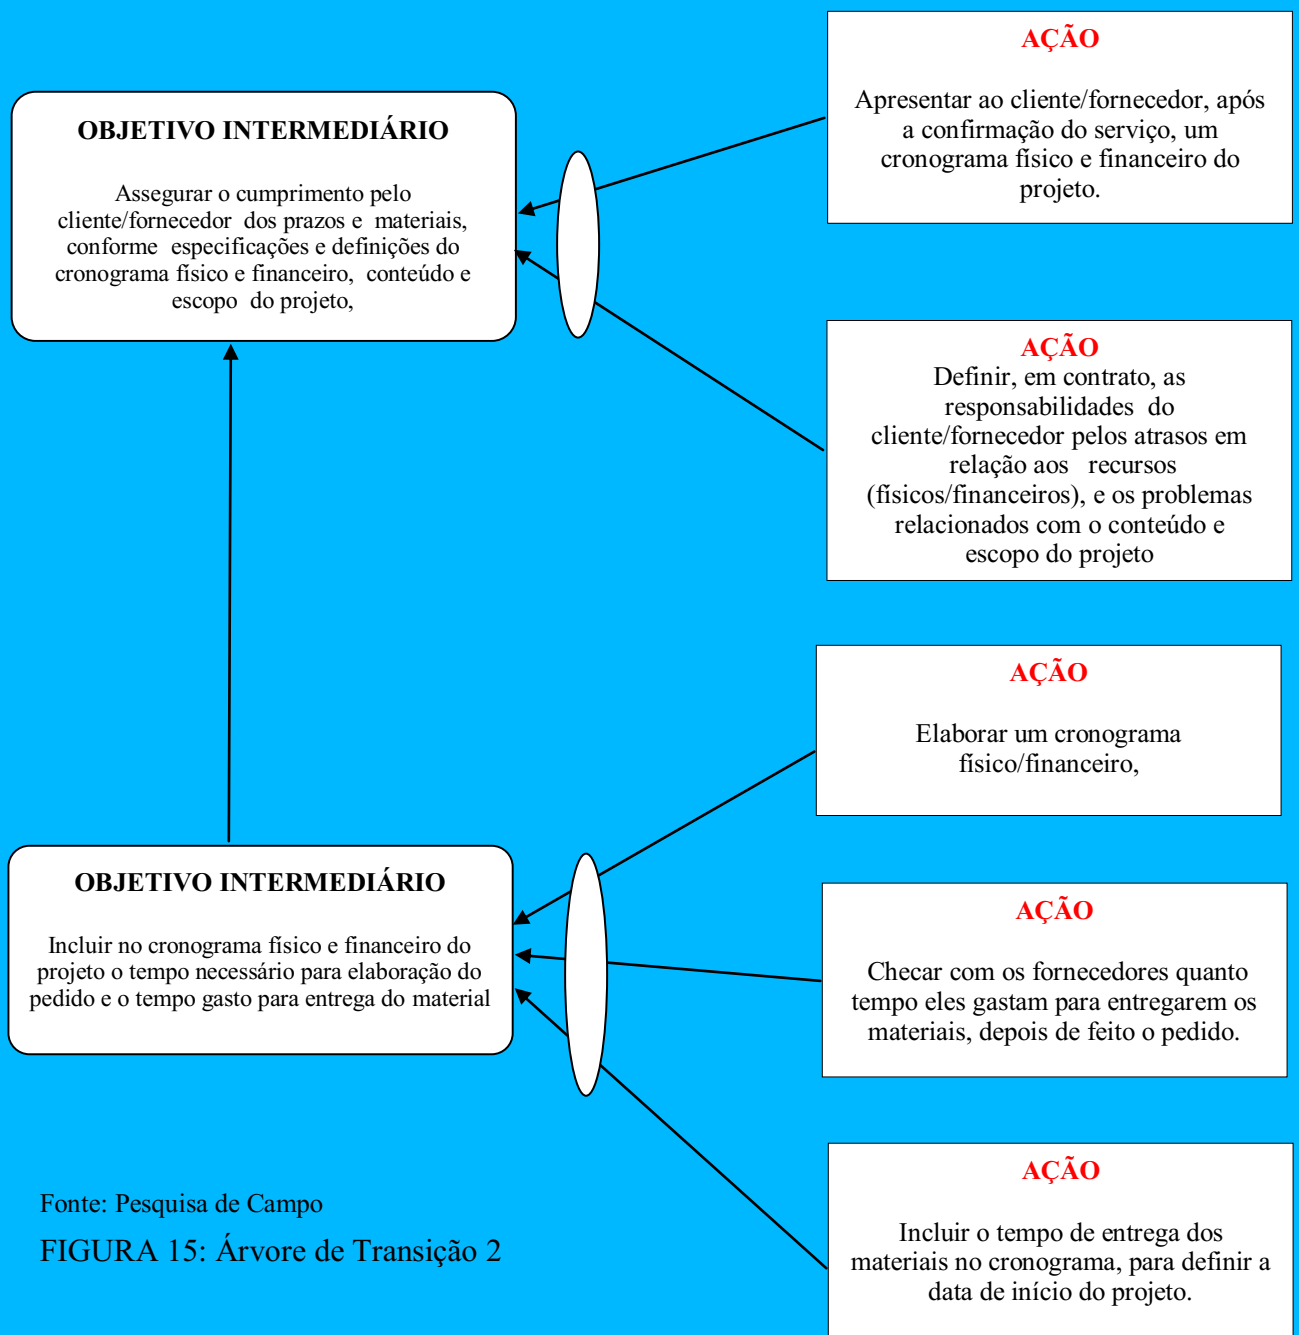 AÇÃO
Apresentar ao cliente/fornecedor, após
a confirmação do serviço, um
cronograma físico e financeiro do
projeto.
OBJETIVO INTERMEDIÁRIO
Assegurar o cumprimento pelo
cliente/fornecedor dos prazos e materiais,
conforme especificações e definições do
cronograma físico e financeiro, conteúdo e
escopo do projeto,
AÇÃO
Definir, em contrato, as
responsabilidades do
cliente/fornecedor pelos atrasos em
relação aos recursos
(físicos/financeiros), e os problemas
relacionados com o conteúdo e
escopo do projeto
AÇÃO
Elaborar um cronograma
físico/financeiro,
OBJETIVO INTERMEDIÁRIO
Incluir no cronograma físico e financeiro do
projeto o tempo necessário para elaboração do
pedido e o tempo gasto para entrega do material
AÇÃO
Checar com os fornecedores quanto
tempo eles gastam para entregarem os
materiais, depois de feito o pedido.
AÇÃO
Incluir o tempo de entrega dos
materiais no cronograma, para definir a
data de início do projeto.
Fonte: Pesquisa de Campo
FIGURA 15: Árvore de Transição 2